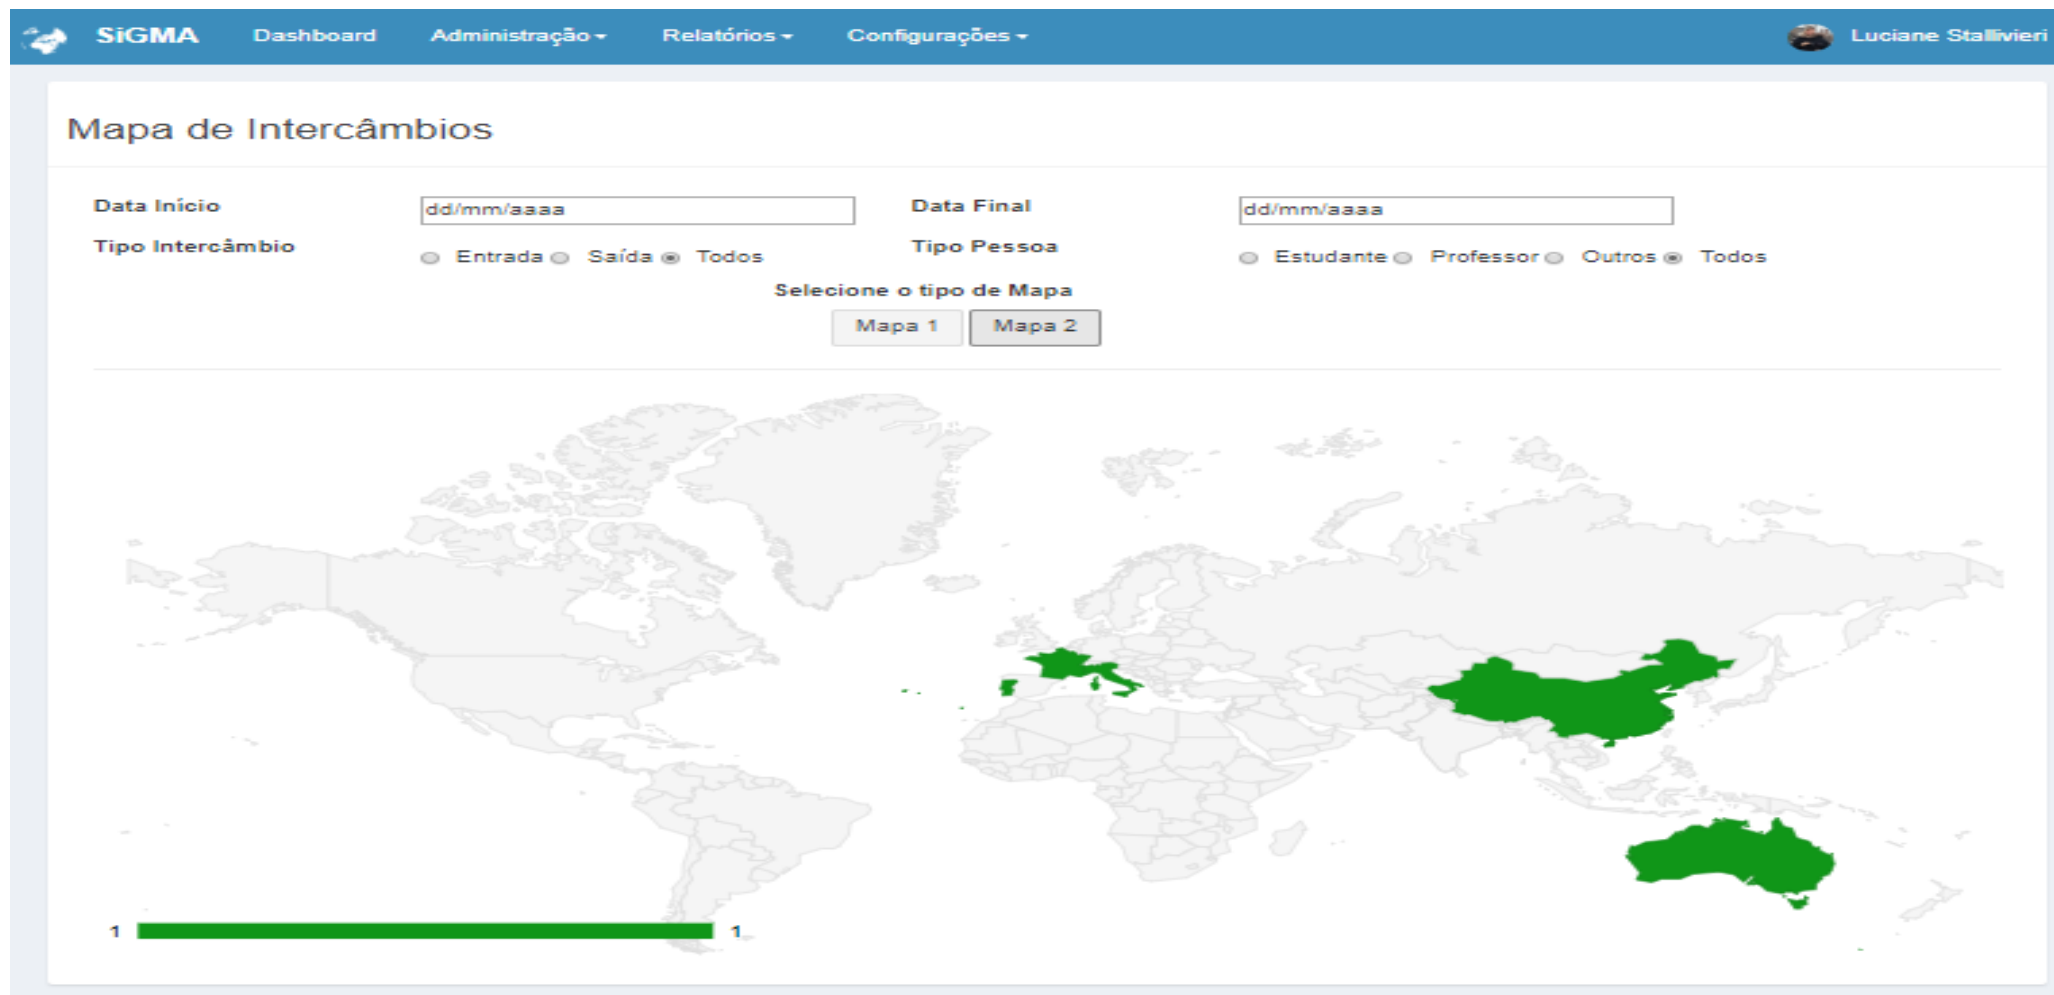 SiGMA Dashboard Administração Relatórios Configurações Luciane Stallivieri
Mapa de Intercâmbios
Data Início dd/mm/aaaa Data Final dd/mm/aaaa
Tipo Intercâmbio Entrada Saída Todos Tipo Pessoa Estudante Professor Outros Todos
Selecione o tipo de Mapa
Mapa 1 Mapa 2
1 1